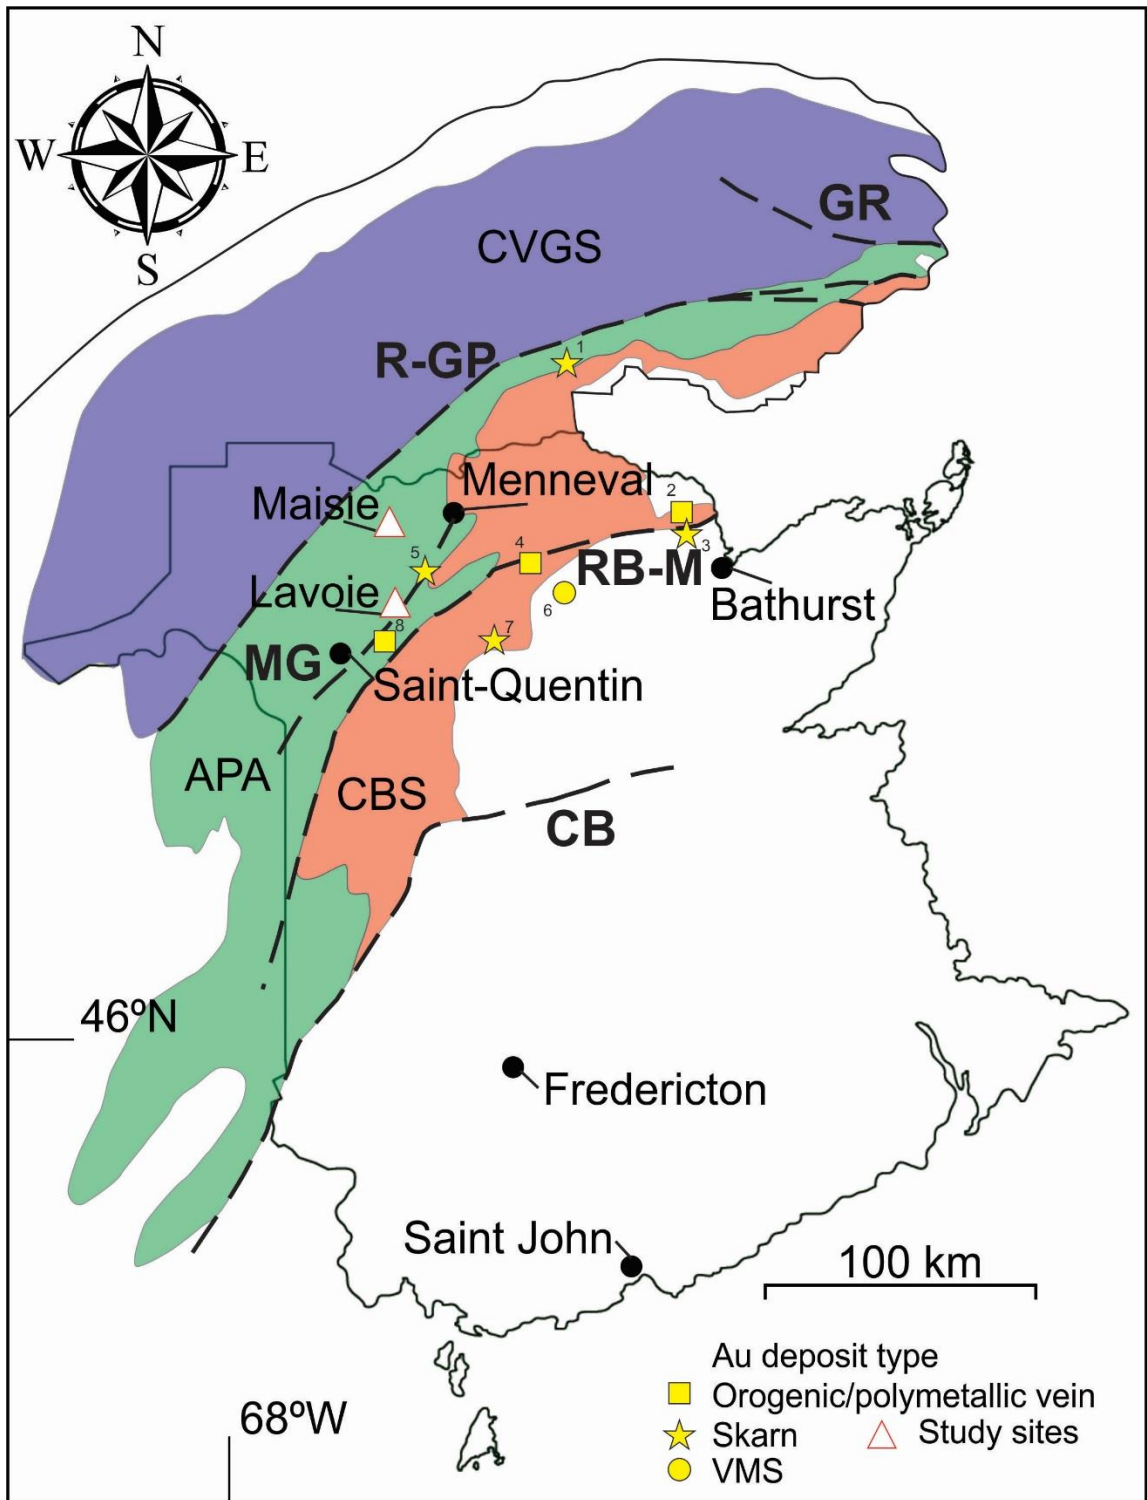 N
W
E
S
GR
CVGS
R-GP
1
Menneval
Maisie
2
3
4
5
RB-M
Lavoie
6
Bathurst
8
7
MG
Saint-Quentin
APA
CBS
CB
46ºN
Fredericton
Saint John
100 km
Au deposit type
Orogenic/polymetallic vein
Skarn
Study sites
VMS
68ºW